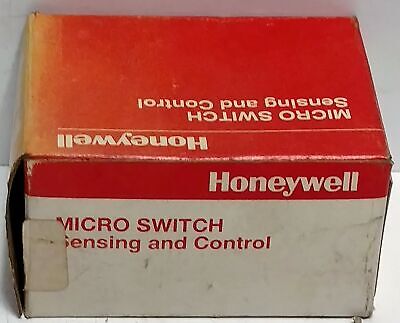 MICRO SWITCH
Sensing and Control
Honeywell
Honeywell
MICRO SWITCH
Sensing and Control